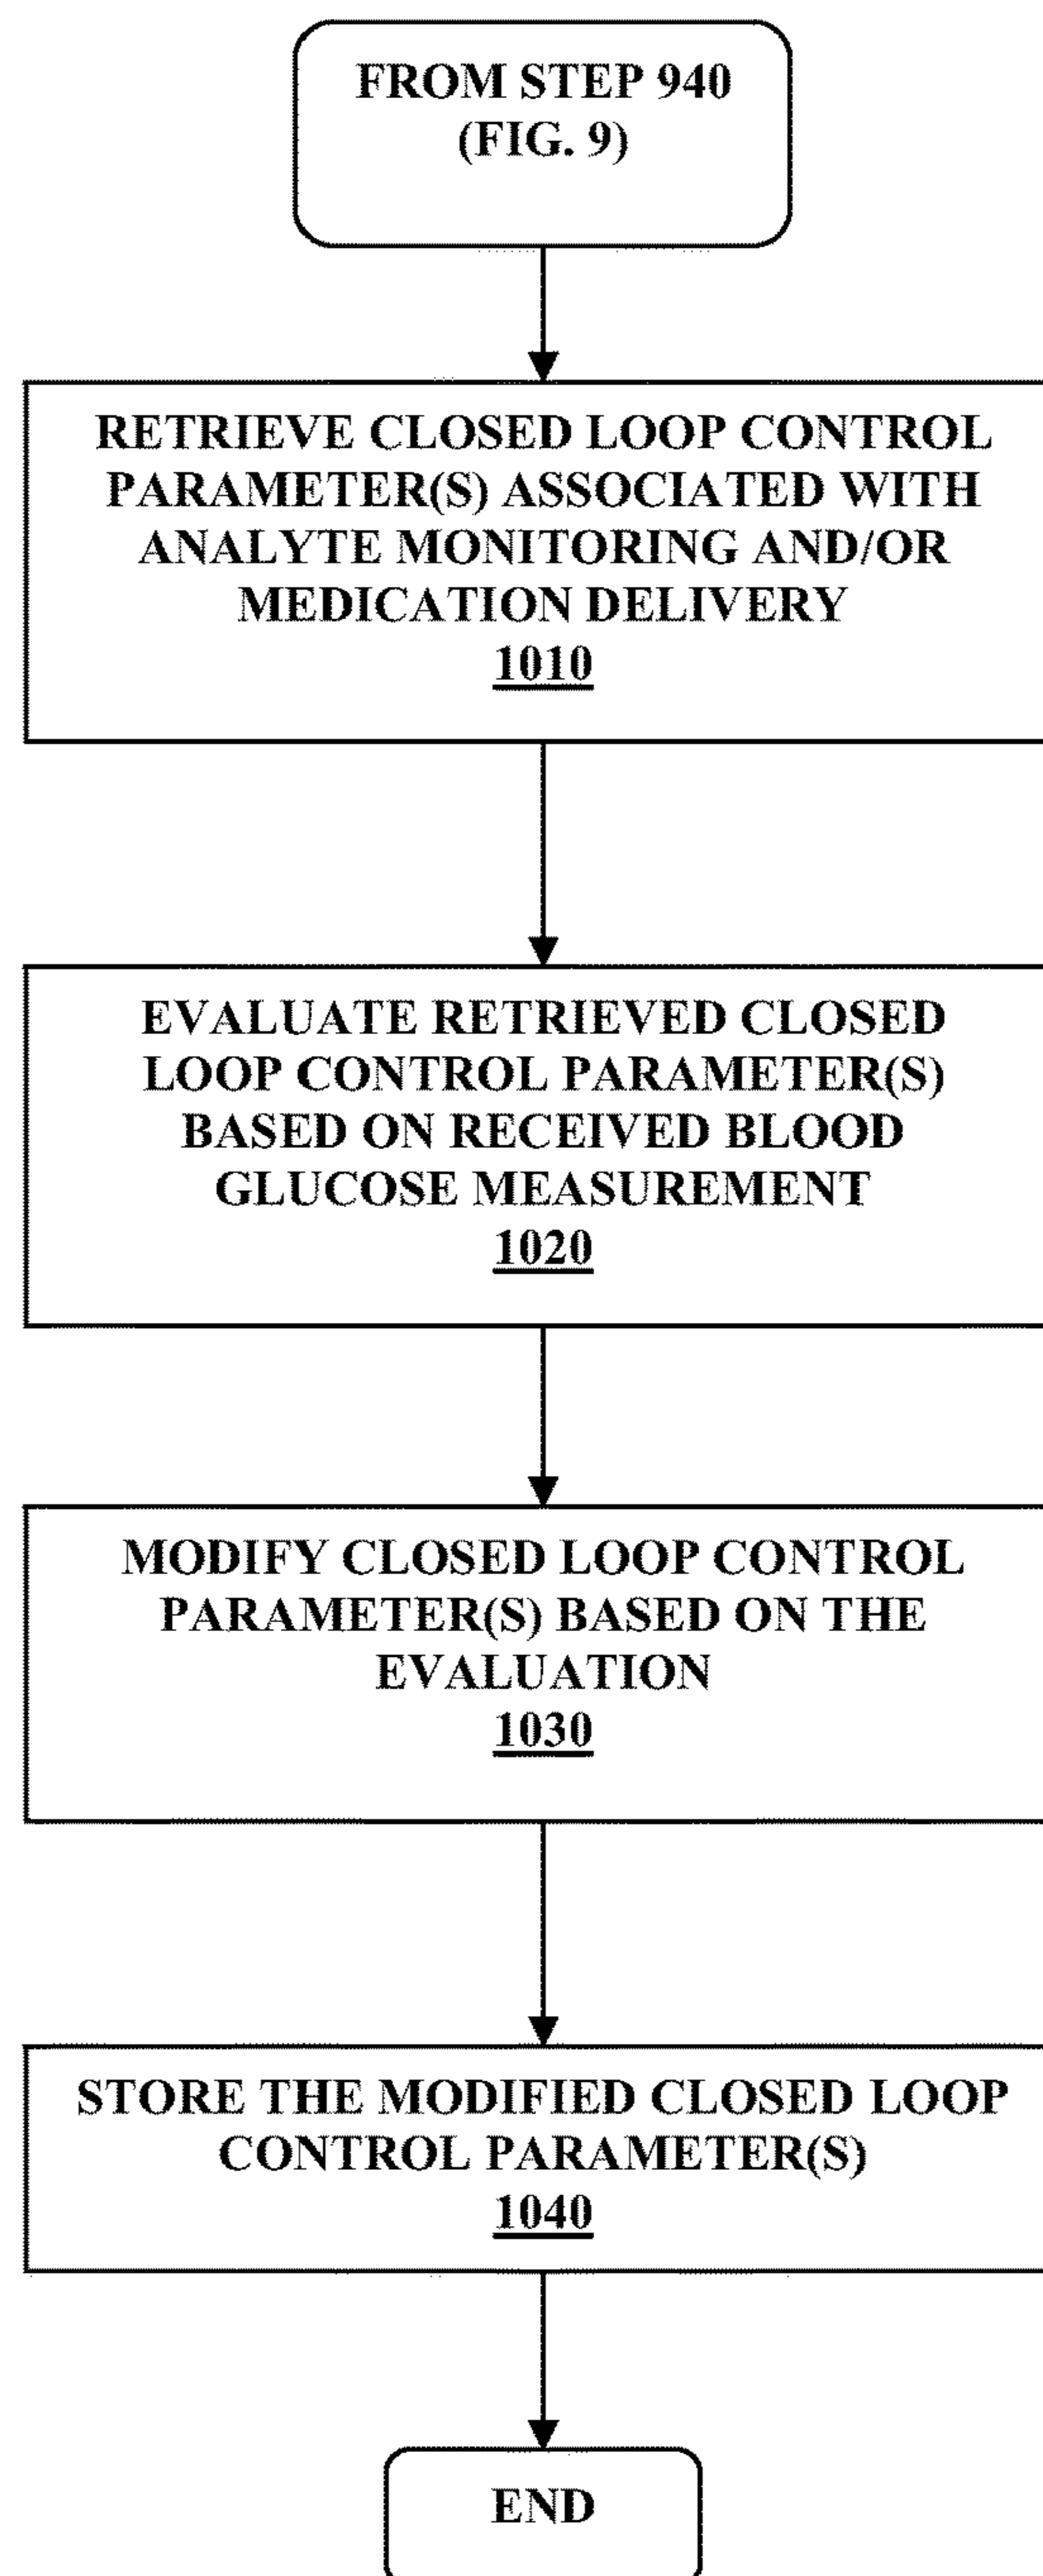 FROM STEP 940
(FIG. 9)
RETRIEVE CLOSED LOOP CONTROL
PARAMETER(S) ASSOCIATED WITH
ANALYTE MONITORING AND/OR
MEDICATION DELIVERY
1010
EVALUATE RETRIEVED CLOSED
LOOP CONTROL PARAMETER(S)
BASED ON RECEIVED BLOOD
GLUCOSE MEASUREMENT
1020
MODIFY CLOSED LOOP CONTROL
PARAMETER(S) BASED ON THE
EVALUATION
1030
STORE THE MODIFIED CLOSED LOOP
CONTROL PARAMETER(S)
1040
END